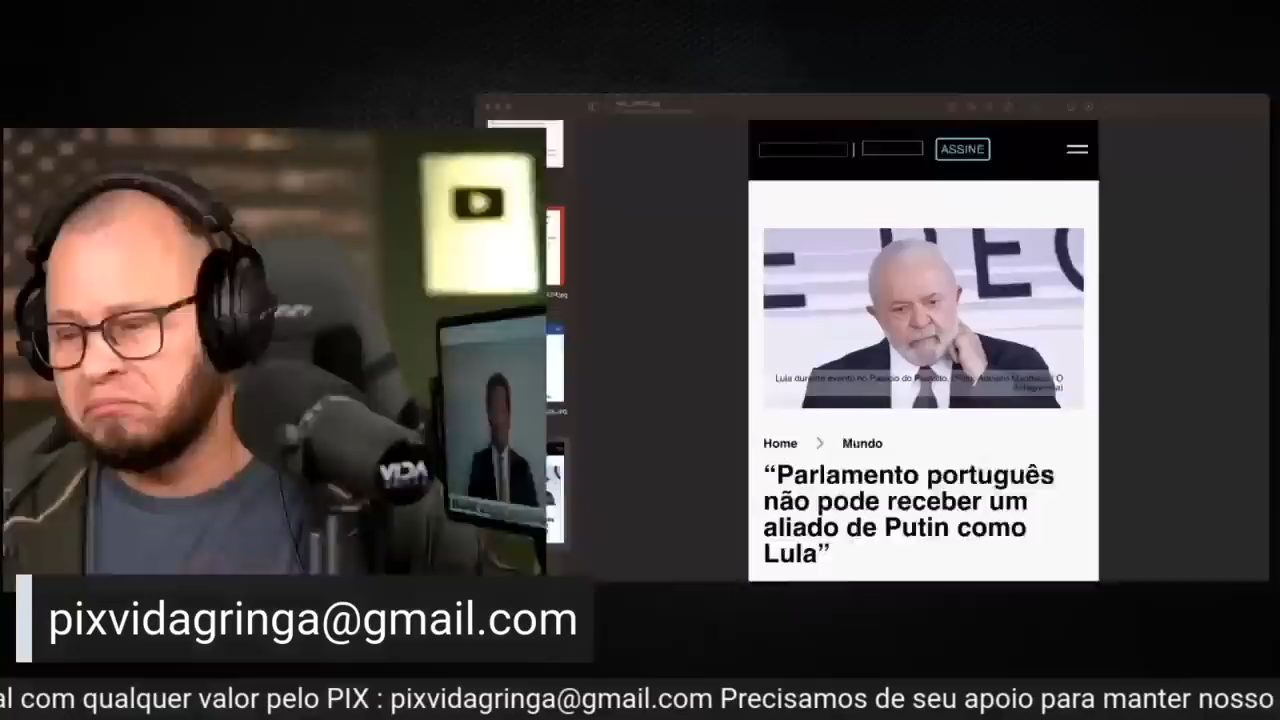 ASSINE
VIDA
Home > Mundo
“Parlamento português
não pode receber um
aliado de Putin como
Lula”
pixvidagringa@gmail.com
al com qualquer valor pelo PIX : pixvidagringa@gmail.com Precisamos de seu apoio para manter nosso